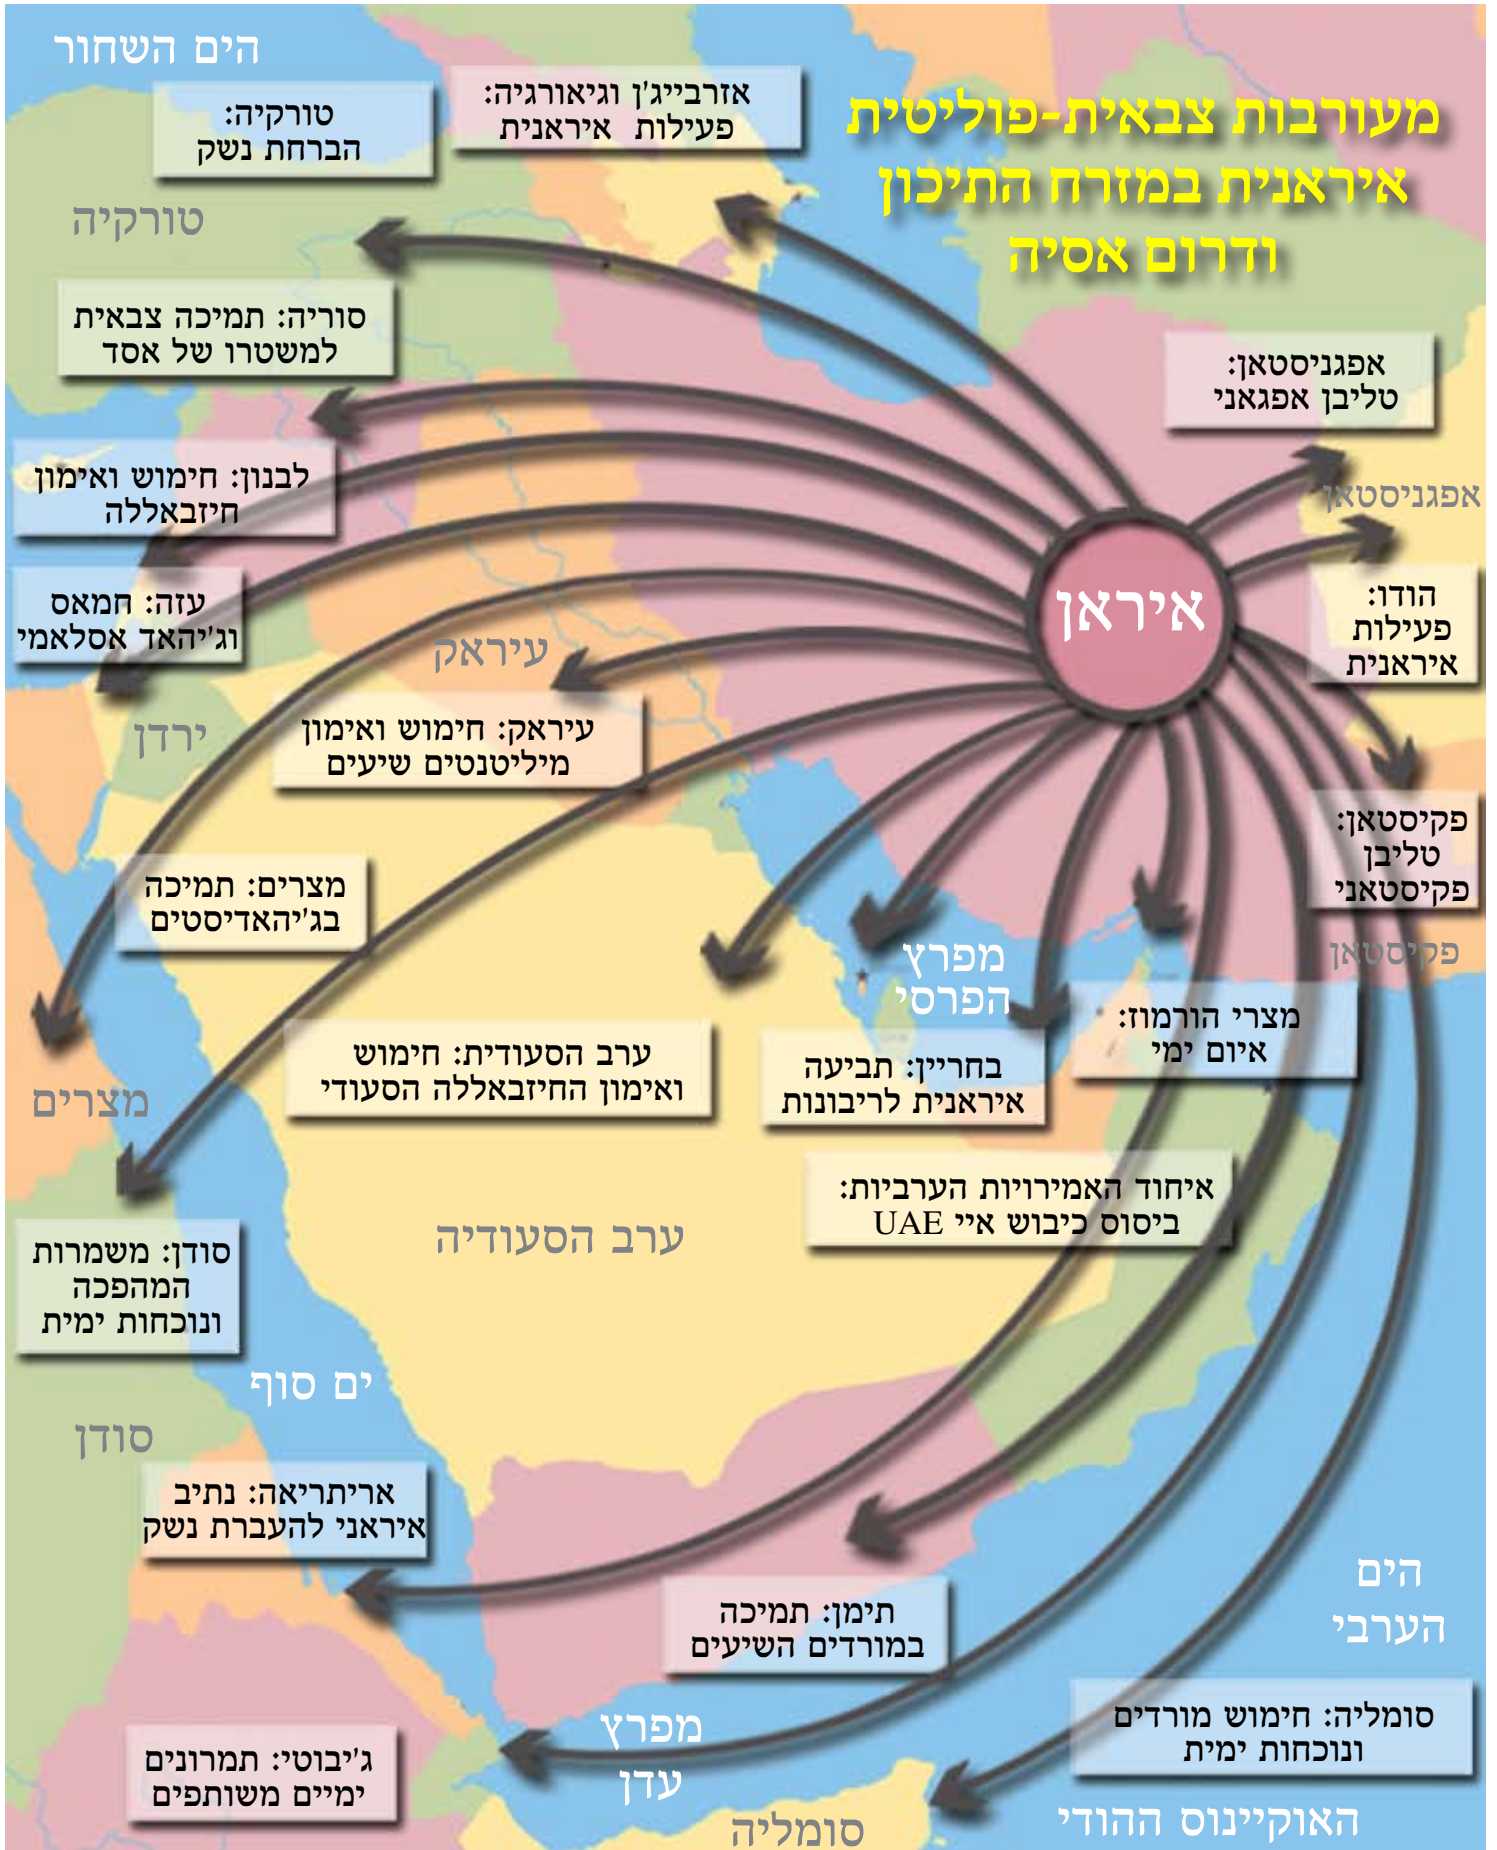 מעורבות צבאית-פוליטית
איראנית במזרח התיכון
ודרום אסיה
הים השחור
אזרבייג'ן וגיאורגיה:
פעילות איראנית
טורקיה:
הברחת נשק
טורקיה
סוריה: תמיכה צבאית
למשטרו של אסד
אפגניסטאן:
טליבן אפגאני
לבנון: חימוש ואימון
חיזבאללה
אפגניסטאן
עזה: חמאס
וג'יהאד אסלאמי
איראן
הודו:
פעילות
איראנית
עיראק
ירדן
עיראק: חימוש ואימון
מיליטנטים שיעים
פקיסטאן:
טליבן
פקיסטאני
מצרים: תמיכה
בג'יהאדיסטים
פקיסטאן
מפרץ
הפרסי
מצרי הורמוז:
איום ימי
ערב הסעודית: חימוש
ואימון החיזבאללה הסעודי
בחריין: תביעה
איראנית לריבונות
מצרים
איחוד האמירויות הערביות:
ביסוס כיבוש איי UAE
ערב הסעודיה
סודן: משמרות
המהפכה
ונוכחות ימית
ים סוף
סודן
אריתריאה: נתיב
איראני להעברת נשק
הים
הערבי
תימן: תמיכה
במורדים השיעים
סומליה: חימוש מורדים
ונוכחות ימית
מפרץ
עדן
ג'יבוטי: תמרונים
ימיים משותפים
האוקיינוס ההודי
סומליה